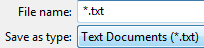 File name: *.txt
Save as type: Text Documents (*.txt)